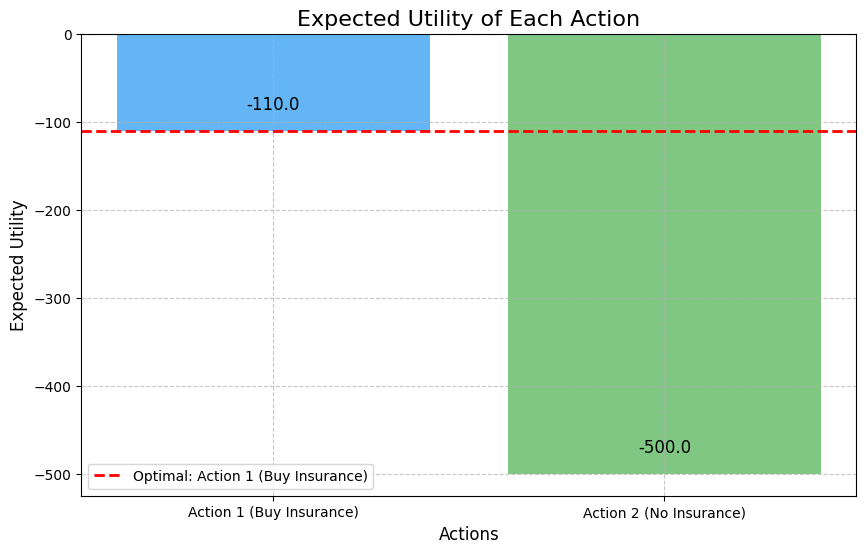 Expected Utility of Each Action
Expected Utility
0
−100
−200
−300
−400
−500
-110.0
-500.0
Optimal: Action 1 (Buy Insurance)
Action 1 (Buy Insurance)
Action 2 (No Insurance)
Actions